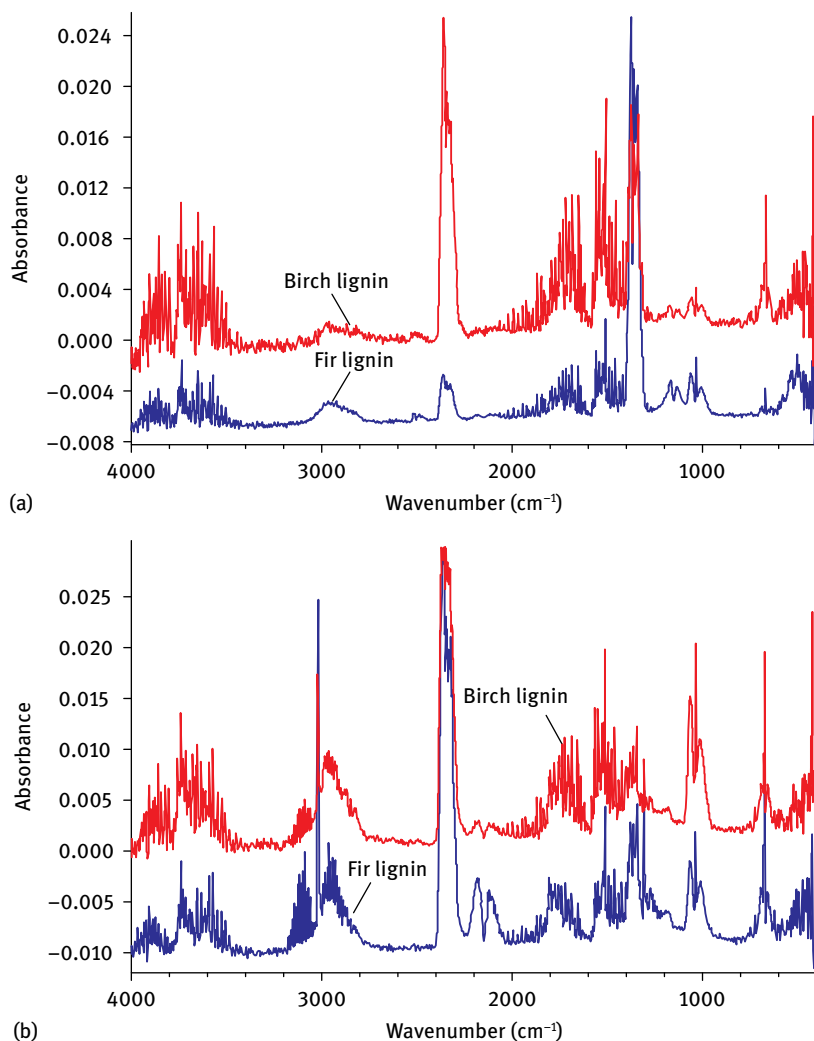 0.024
0.020
0.016
0.012
0.008
0.004
0.000
−0.004
−0.008
Absorbance
Birch lignin
Fir lignin
4000 3000 2000 1000
Wavenumber (cm⁻¹)
(a)
0.025
0.020
0.015
0.010
0.005
0.000
−0.005
−0.010
Absorbance
Birch lignin
Fir lignin
4000 3000 2000 1000
Wavenumber (cm⁻¹)
(b)